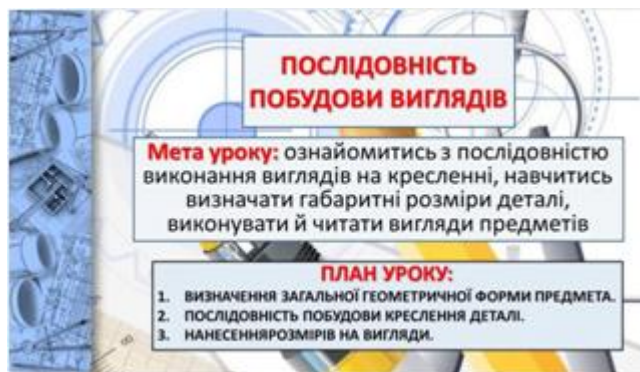 ПОСЛІДОВНІСТЬ
ПОБУДОВИ ВИГЛЯДІВ
Мета уроку: ознайомитись з послідовністю
виконання виглядів на кресленні, навчитись
визначати габаритні розміри деталі,
виконувати й читати вигляди предметів
ПЛАН УРОКУ:
1. ВИЗНАЧЕННЯ ЗАГАЛЬНОЇ ГЕОМЕТРИЧНОЇ ФОРМИ ПРЕДМЕТА.
2. ПОСЛІДОВНІСТЬ ПОБУДОВИ КРЕСЛЕННЯ ДЕТАЛІ.
3. НАНЕСЕННЯРОЗМІРІВ НА ВИГЛЯДИ.